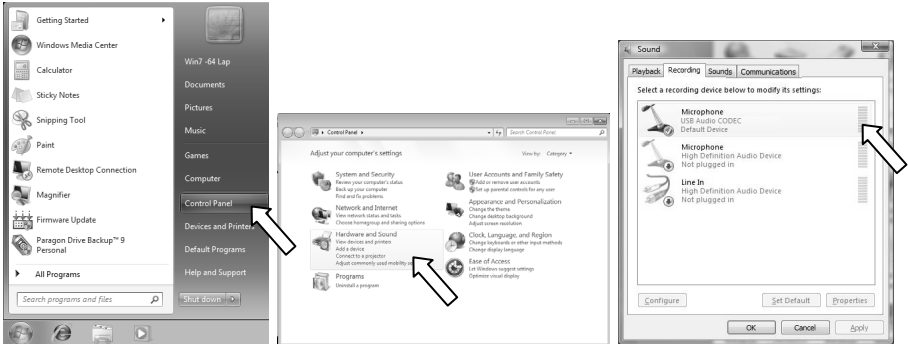 Getting Started
Windows Media Center
Calculator
Sticky Notes
Snipping Tool
Paint
Remote Desktop Connection
Magnifier
Firmware Update
Paragon Drive Backup™ 9
Personal
All Programs
Search programs and files
Win7 -64 Lap
Documents
Pictures
Music
Games
Computer
Control Panel
Devices and Printers
Default Programs
Help and Support
Shut down
Control Panel
Search Control Panel
Adjust your computer's settings
View by: Category
System and Security
Review your computer's status
Back up your computer
Find and fix problems
Network and Internet
View network status and tasks
Choose homegroup and sharing options
Hardware and Sound
View devices and printers
Add a device
Connect to a projector
Adjust commonly used mobility
Programs
Uninstall a program
User Accounts and Family Safety
Add or remove user accounts
Set up parental controls for any user
Appearance and Personalization
Change the theme
Change desktop background
Adjust screen resolution
Clock, Language, and Region
Change keyboards or other input methods
Change display language
Ease of Access
Let Windows suggest settings
Optimize visual display
Sound
Playback Recording Sounds Communications
Select a recording device below to modify its settings:
Microphone
USB Audio CODEC
Default Device
Microphone
High Definition Audio Device
Not plugged in
Line In
High Definition Audio Device
Not plugged in
Configure Set Default Properties
OK Cancel Apply